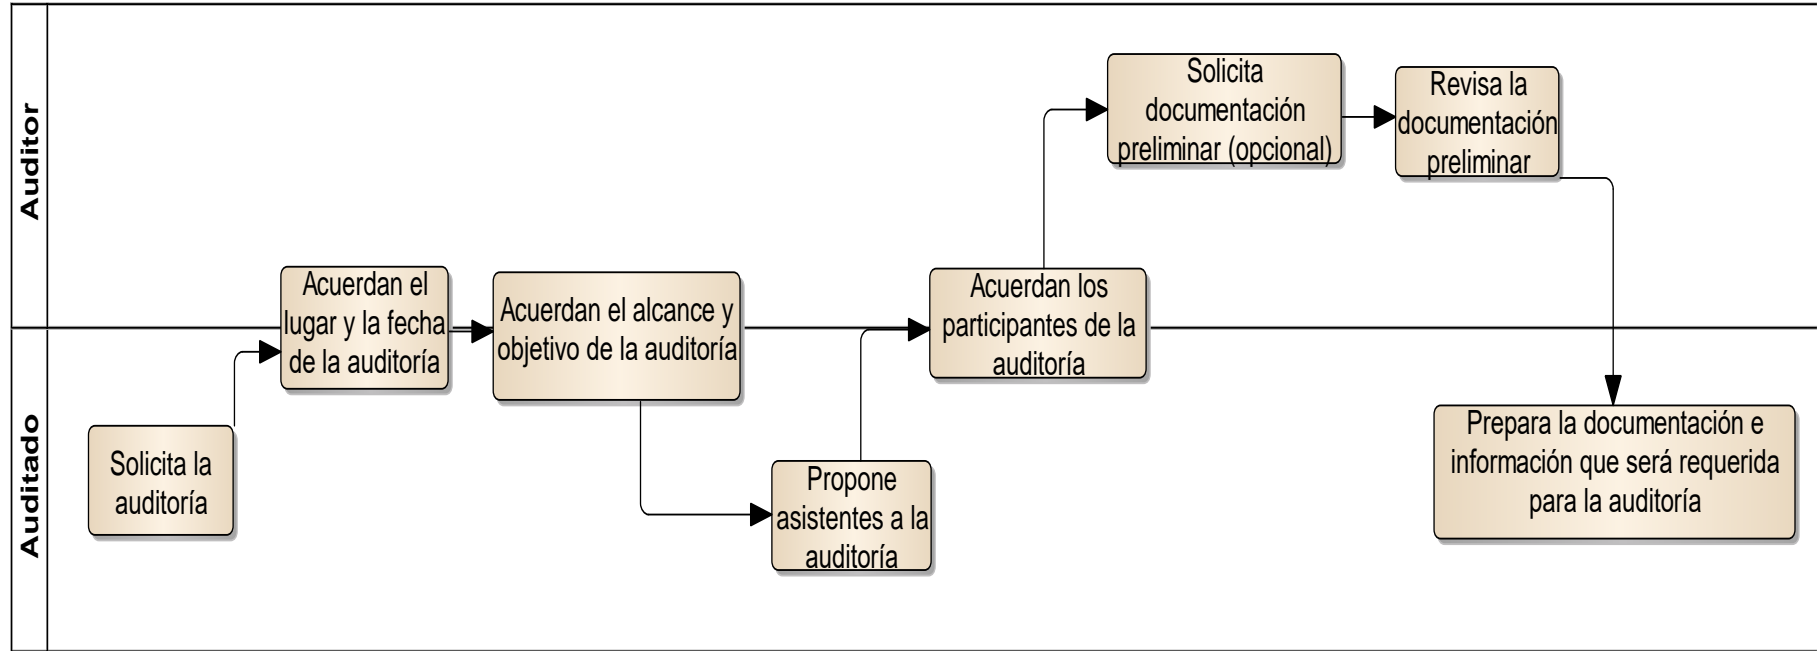 Auditor
Auditado
Solicita la
auditoría
Acuerdan el
lugar y la fecha
de la auditoría
Acuerdan el alcance y
objetivo de la auditoría
Propone
asistentes a la
auditoría
Acuerdan los
participantes de la
auditoría
Solicita
documentación
preliminar (opcional)
Revisa la
documentación
preliminar
Prepara la documentación e
información que será requerida
para la auditoría